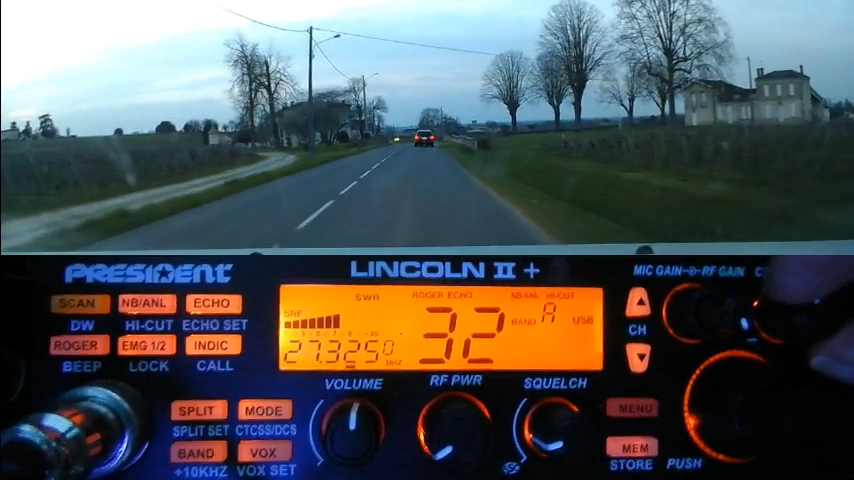 PRESIDENT
LINCOLN II +
MIC GAIN RF GAIN
SCAN NB/ANL ECHO
DW HI-CUT ECHO SET
ROGER EMG 1/2 INDIC
BEEP LOCK CALL
SWR ROGER ECHO NB/ANL HI-CUT
SRF
32
BAND A USB
27.3250 MHz
CH
VOLUME RF PWR SQUELCH
SPLIT MODE
SPLIT SET CTCSS/DCS
BAND VOX
+10KHZ VOX SET
MENU
MEM
STORE PUSH